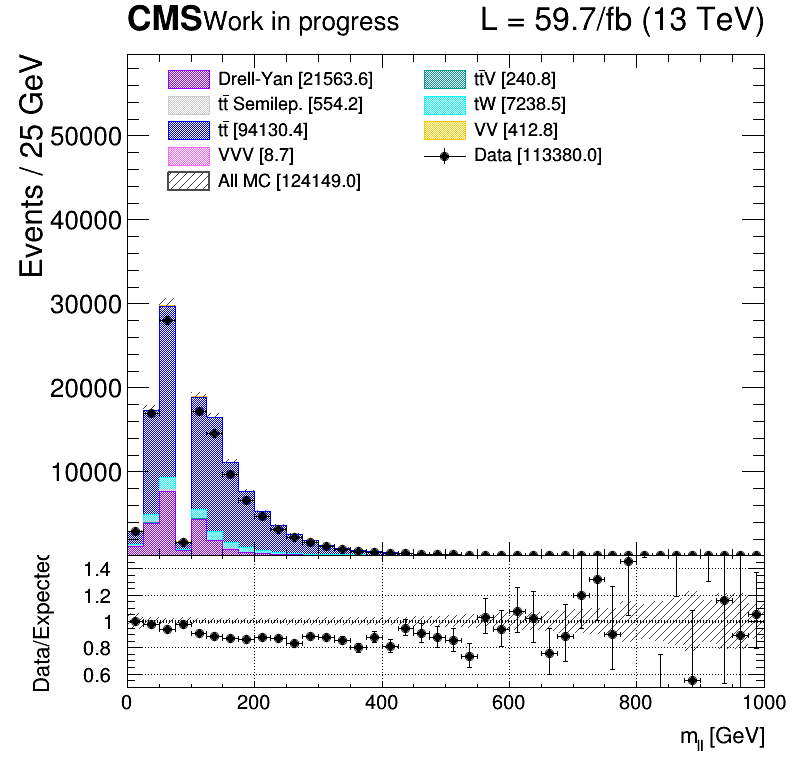 CMS Work in progress L = 59.7/fb (13 TeV)
Events / 25 GeV
Drell-Yan [21563.6] tt̄V [240.8]
tt̄ Semilep. [554.2] tW [7238.5]
tt̄ [94130.4] VV [412.8]
VVV [8.7] Data [113380.0]
All MC [124149.0]
50000
40000
30000
20000
10000
Data/Expected
1.4
1.2
1
0.8
0.6
0 200 400 600 800 1000
m_ll [GeV]